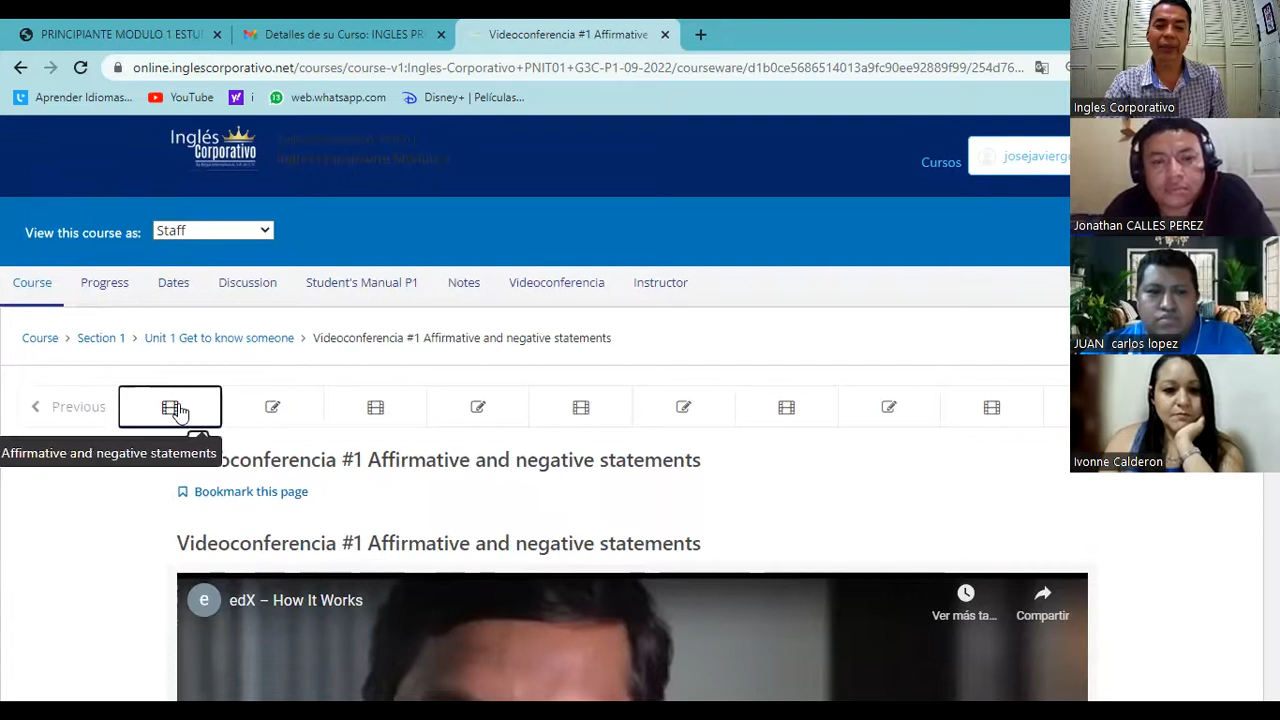 PRINCIPIANTE MODULO 1 ESTU
Detalles de su Curso
Videoconferencia #1 Affirmative
online.inglescorporativo.net/courses/course-v1:Ingles-Corporativo+PNIT01+G3C-P1-09-2022/courseware/d1b0ce5686514013a9fc90ee92889f99/254d76...
Aprender Idiomas...
YouTube
i
web.whatsapp.com
Disney+ | Películas...
Inglés
Corporativo
Cursos
josejavierg
View this course as:
Staff
Course
Progress
Dates
Discussion
Student's Manual P1
Notes
Videoconferencia
Instructor
Course > Section 1 > Unit 1 Get to know someone > Videoconferencia #1 Affirmative and negative statements
Previous
Affirmative and negative statements
oconferencia #1 Affirmative and negative statements
Bookmark this page
Videoconferencia #1 Affirmative and negative statements
e
edX – How It Works
Ver más ta...
Compartir
Ingles Corporativo
Jonathan CALLES PEREZ
JUAN carlos lopez
Ivonne Calderon